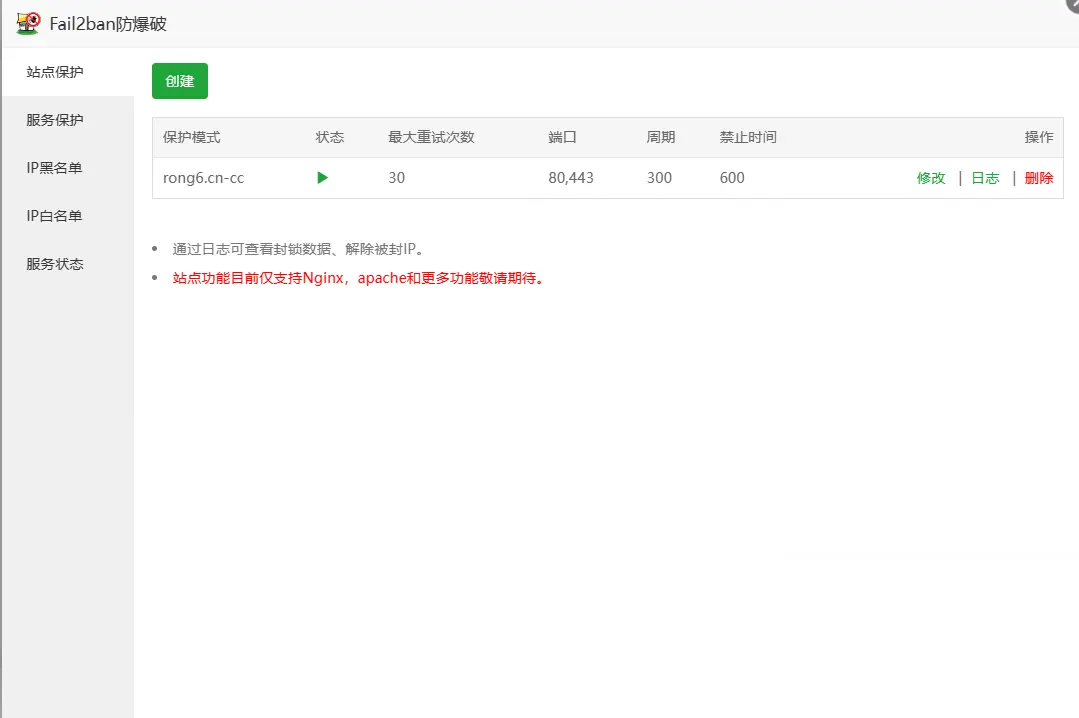 Fail2ban防爆破
站点保护
服务保护
IP黑名单
IP白名单
服务状态
创建
保护模式 状态 最大重试次数 端口 周期 禁止时间 操作
rong6.cn-cc 30 80,443 300 600 修改 | 日志 | 删除
通过日志可查看封锁数据、解除被封IP。
站点功能目前仅支持Nginx，apache和更多功能敬请期待。